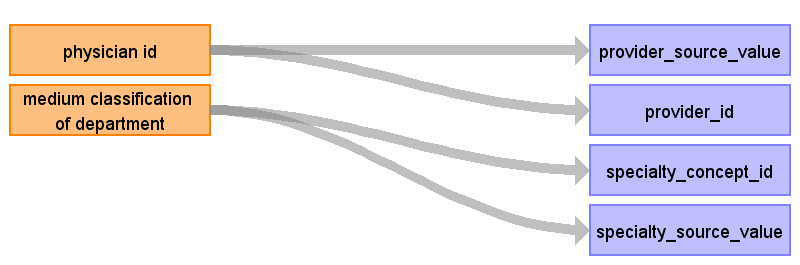 physician id
medium classification
of department
provider_source_value
provider_id
specialty_concept_id
specialty_source_value